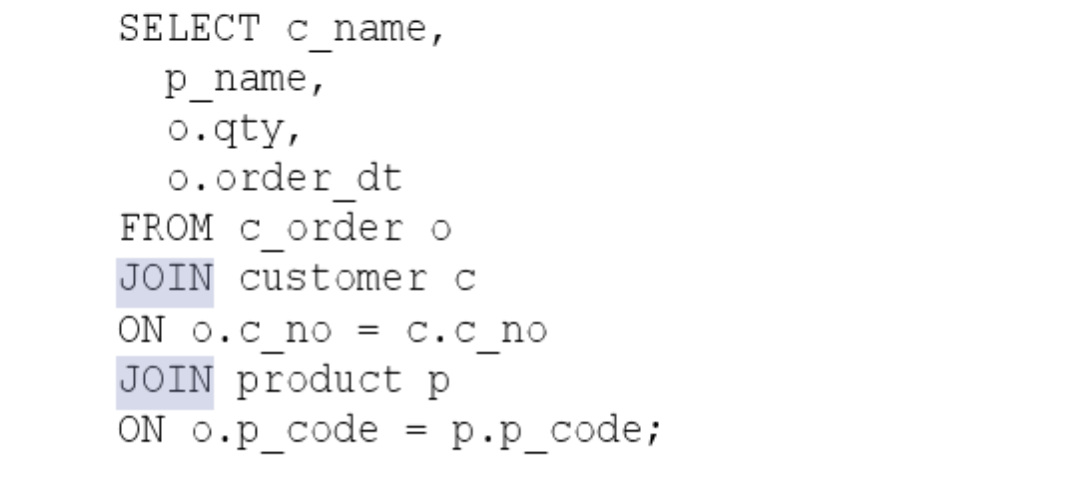 SELECT c_name,
p_name,
o.qty,
o.order_dt
FROM c_order o
JOIN customer c
ON o.c_no = c.c_no
JOIN product p
ON o.p_code = p.p_code;